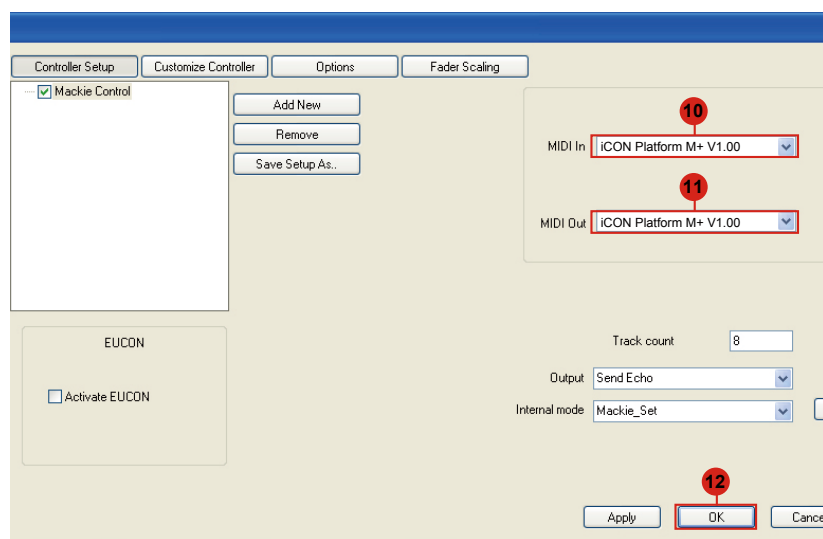 Controller Setup Customize Controller Options Fader Scaling
Mackie Control
Add New
Remove
Save Setup As..
10
MIDI In iCON Platform M+ V1.00
11
MIDI Out iCON Platform M+ V1.00
EUCON
Activate EUCON
Track count 8
Output Send Echo
Internal mode Mackie_Set
12
Apply OK Cance